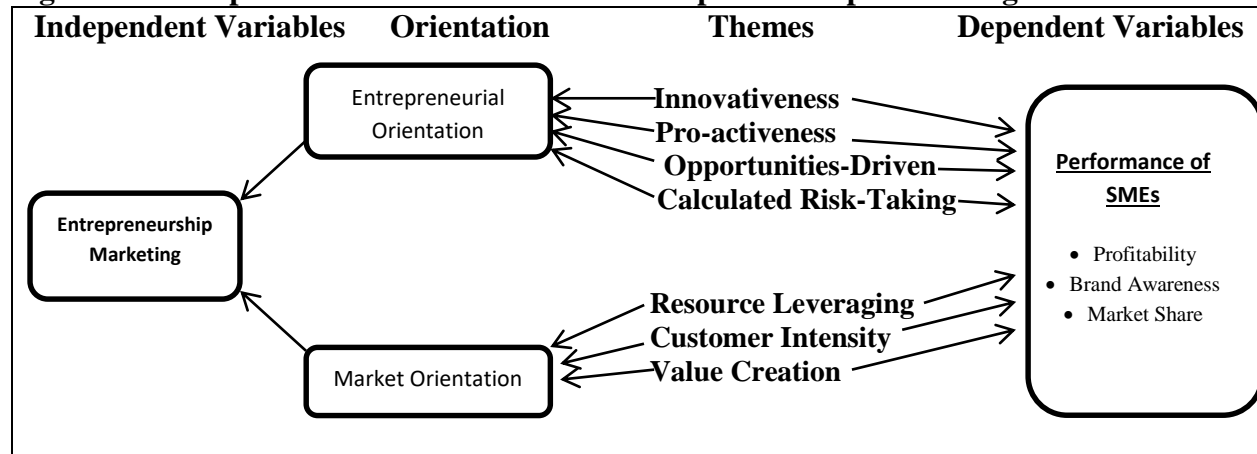 Independent Variables Orientation Themes Dependent Variables
Entrepreneurial
Orientation
Innovativeness
Pro-activeness
Opportunities-Driven
Calculated Risk-Taking
Entrepreneurship
Marketing
Resource Leveraging
Customer Intensity
Value Creation
Market Orientation
Performance of
SMEs
• Profitability
• Brand Awareness
• Market Share